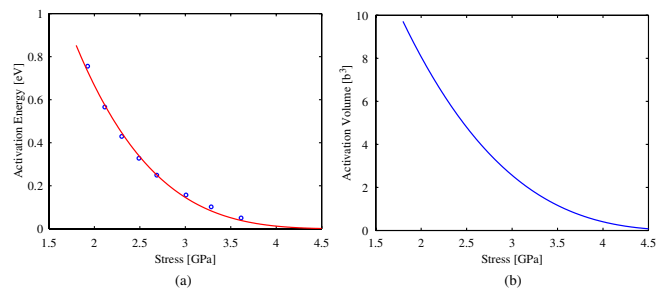 1
0.8
0.6
0.4
0.2
0
Activation Energy [eV]
1.5 2 2.5 3 3.5 4 4.5
Stress [GPa]
(a)
10
8
6
4
2
0
Activation Volume [b³]
1.5 2 2.5 3 3.5 4 4.5
Stress [GPa]
(b)